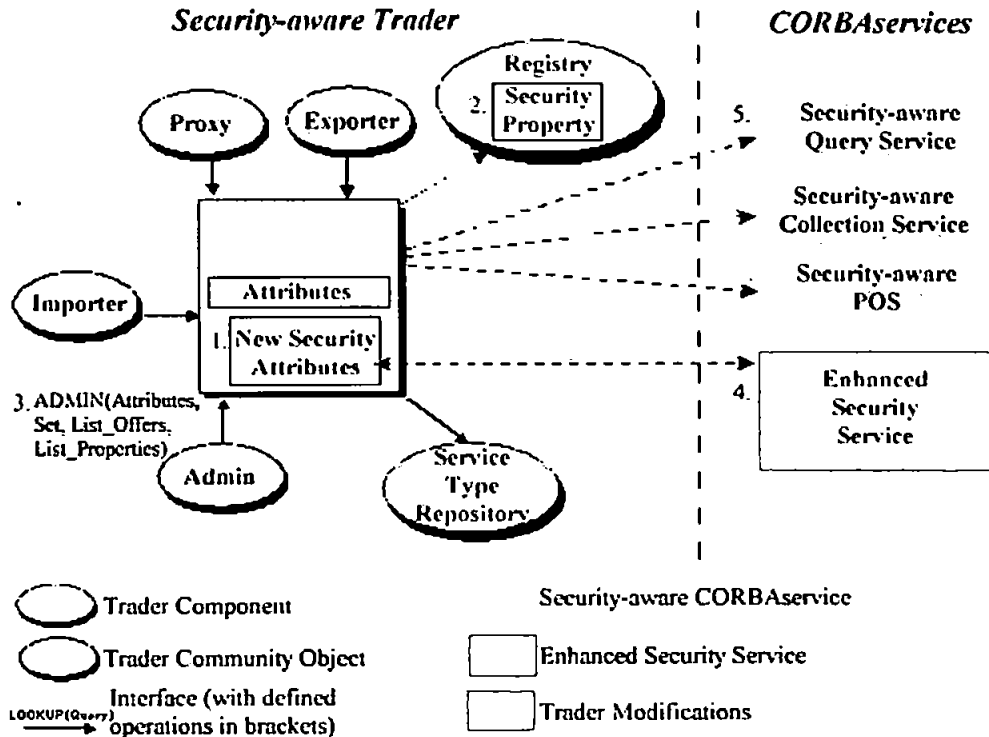 Security-aware Trader
CORBAservices
Registry
2. Security
Property
Proxy
Exporter
5. Security-aware
Query Service
Security-aware
Collection Service
Security-aware
POS
Attributes
1. New Security
Attributes
Importer
3. ADMIN(Attributes,
Set, List_Offers,
List_Properties)
Admin
Service
Type
Repository
4. Enhanced
Security
Service
Trader Component
Trader Community Object
LOOKUP(Query) Interface (with defined
operations in brackets)
Security-aware CORBAservice
Enhanced Security Service
Trader Modifications